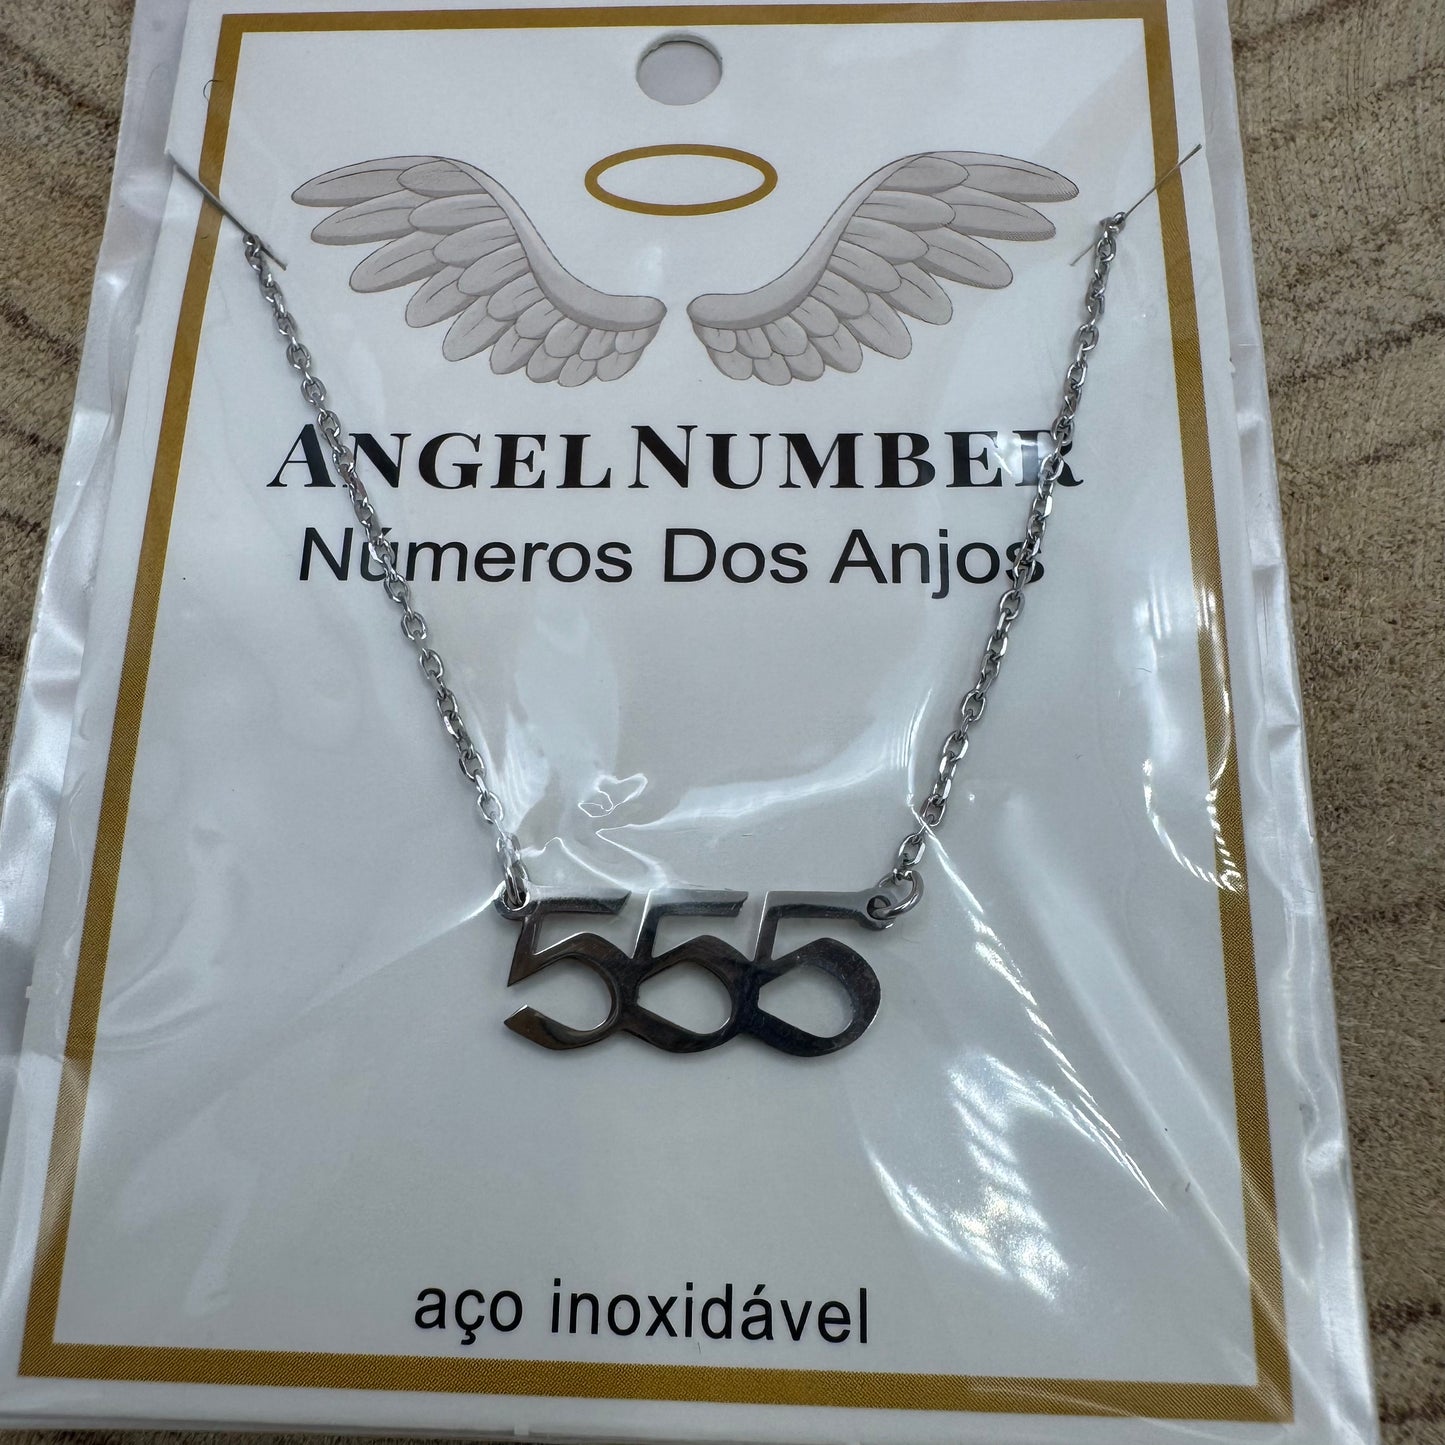 ANGEL NUMBER
Números Dos Anjos
555
aço inoxidável